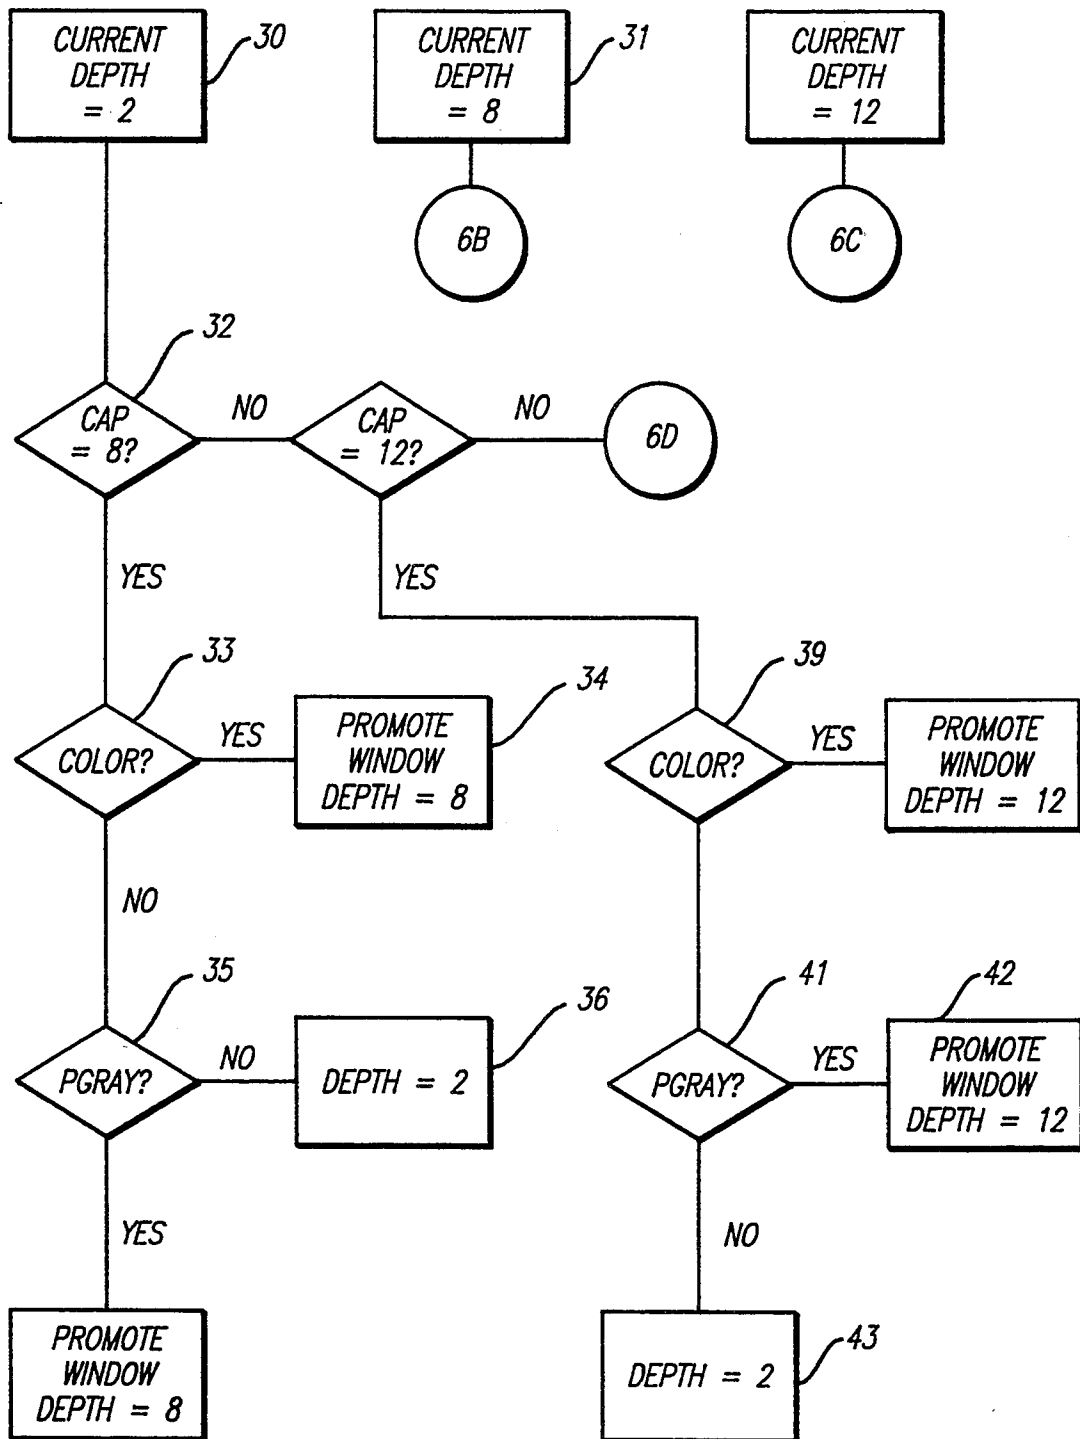 CURRENT
DEPTH
= 2
30
CURRENT
DEPTH
= 8
31
CURRENT
DEPTH
= 12
6B
6C
32
CAP
= 8?
NO
CAP
= 12?
NO
6D
YES
YES
33
COLOR?
YES
PROMOTE
WINDOW
DEPTH = 8
34
39
COLOR?
YES
PROMOTE
WINDOW
DEPTH = 12
NO
35
PGRAY?
NO
DEPTH = 2
36
41
PGRAY?
YES
42
PROMOTE
WINDOW
DEPTH = 12
YES
NO
PROMOTE
WINDOW
DEPTH = 8
DEPTH = 2
43